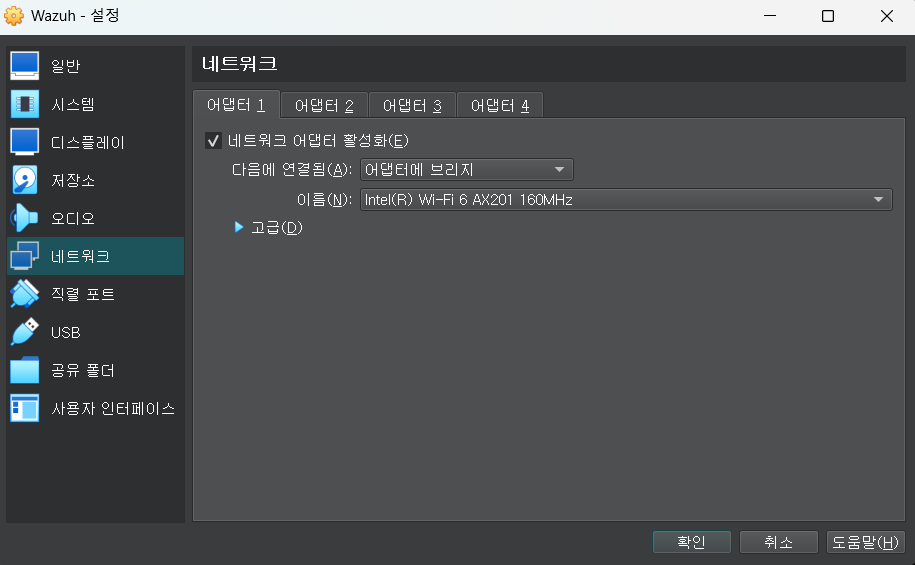 Wazuh - 설정
일반
시스템
디스플레이
저장소
오디오
네트워크
직렬 포트
USB
공유 폴더
사용자 인터페이스
네트워크
어댑터 1 어댑터 2 어댑터 3 어댑터 4
네트워크 어댑터 활성화(E)
다음에 연결됨(A): 어댑터에 브리지
이름(N): Intel(R) Wi-Fi 6 AX201 160MHz
고급(D)
확인 취소 도움말(H)